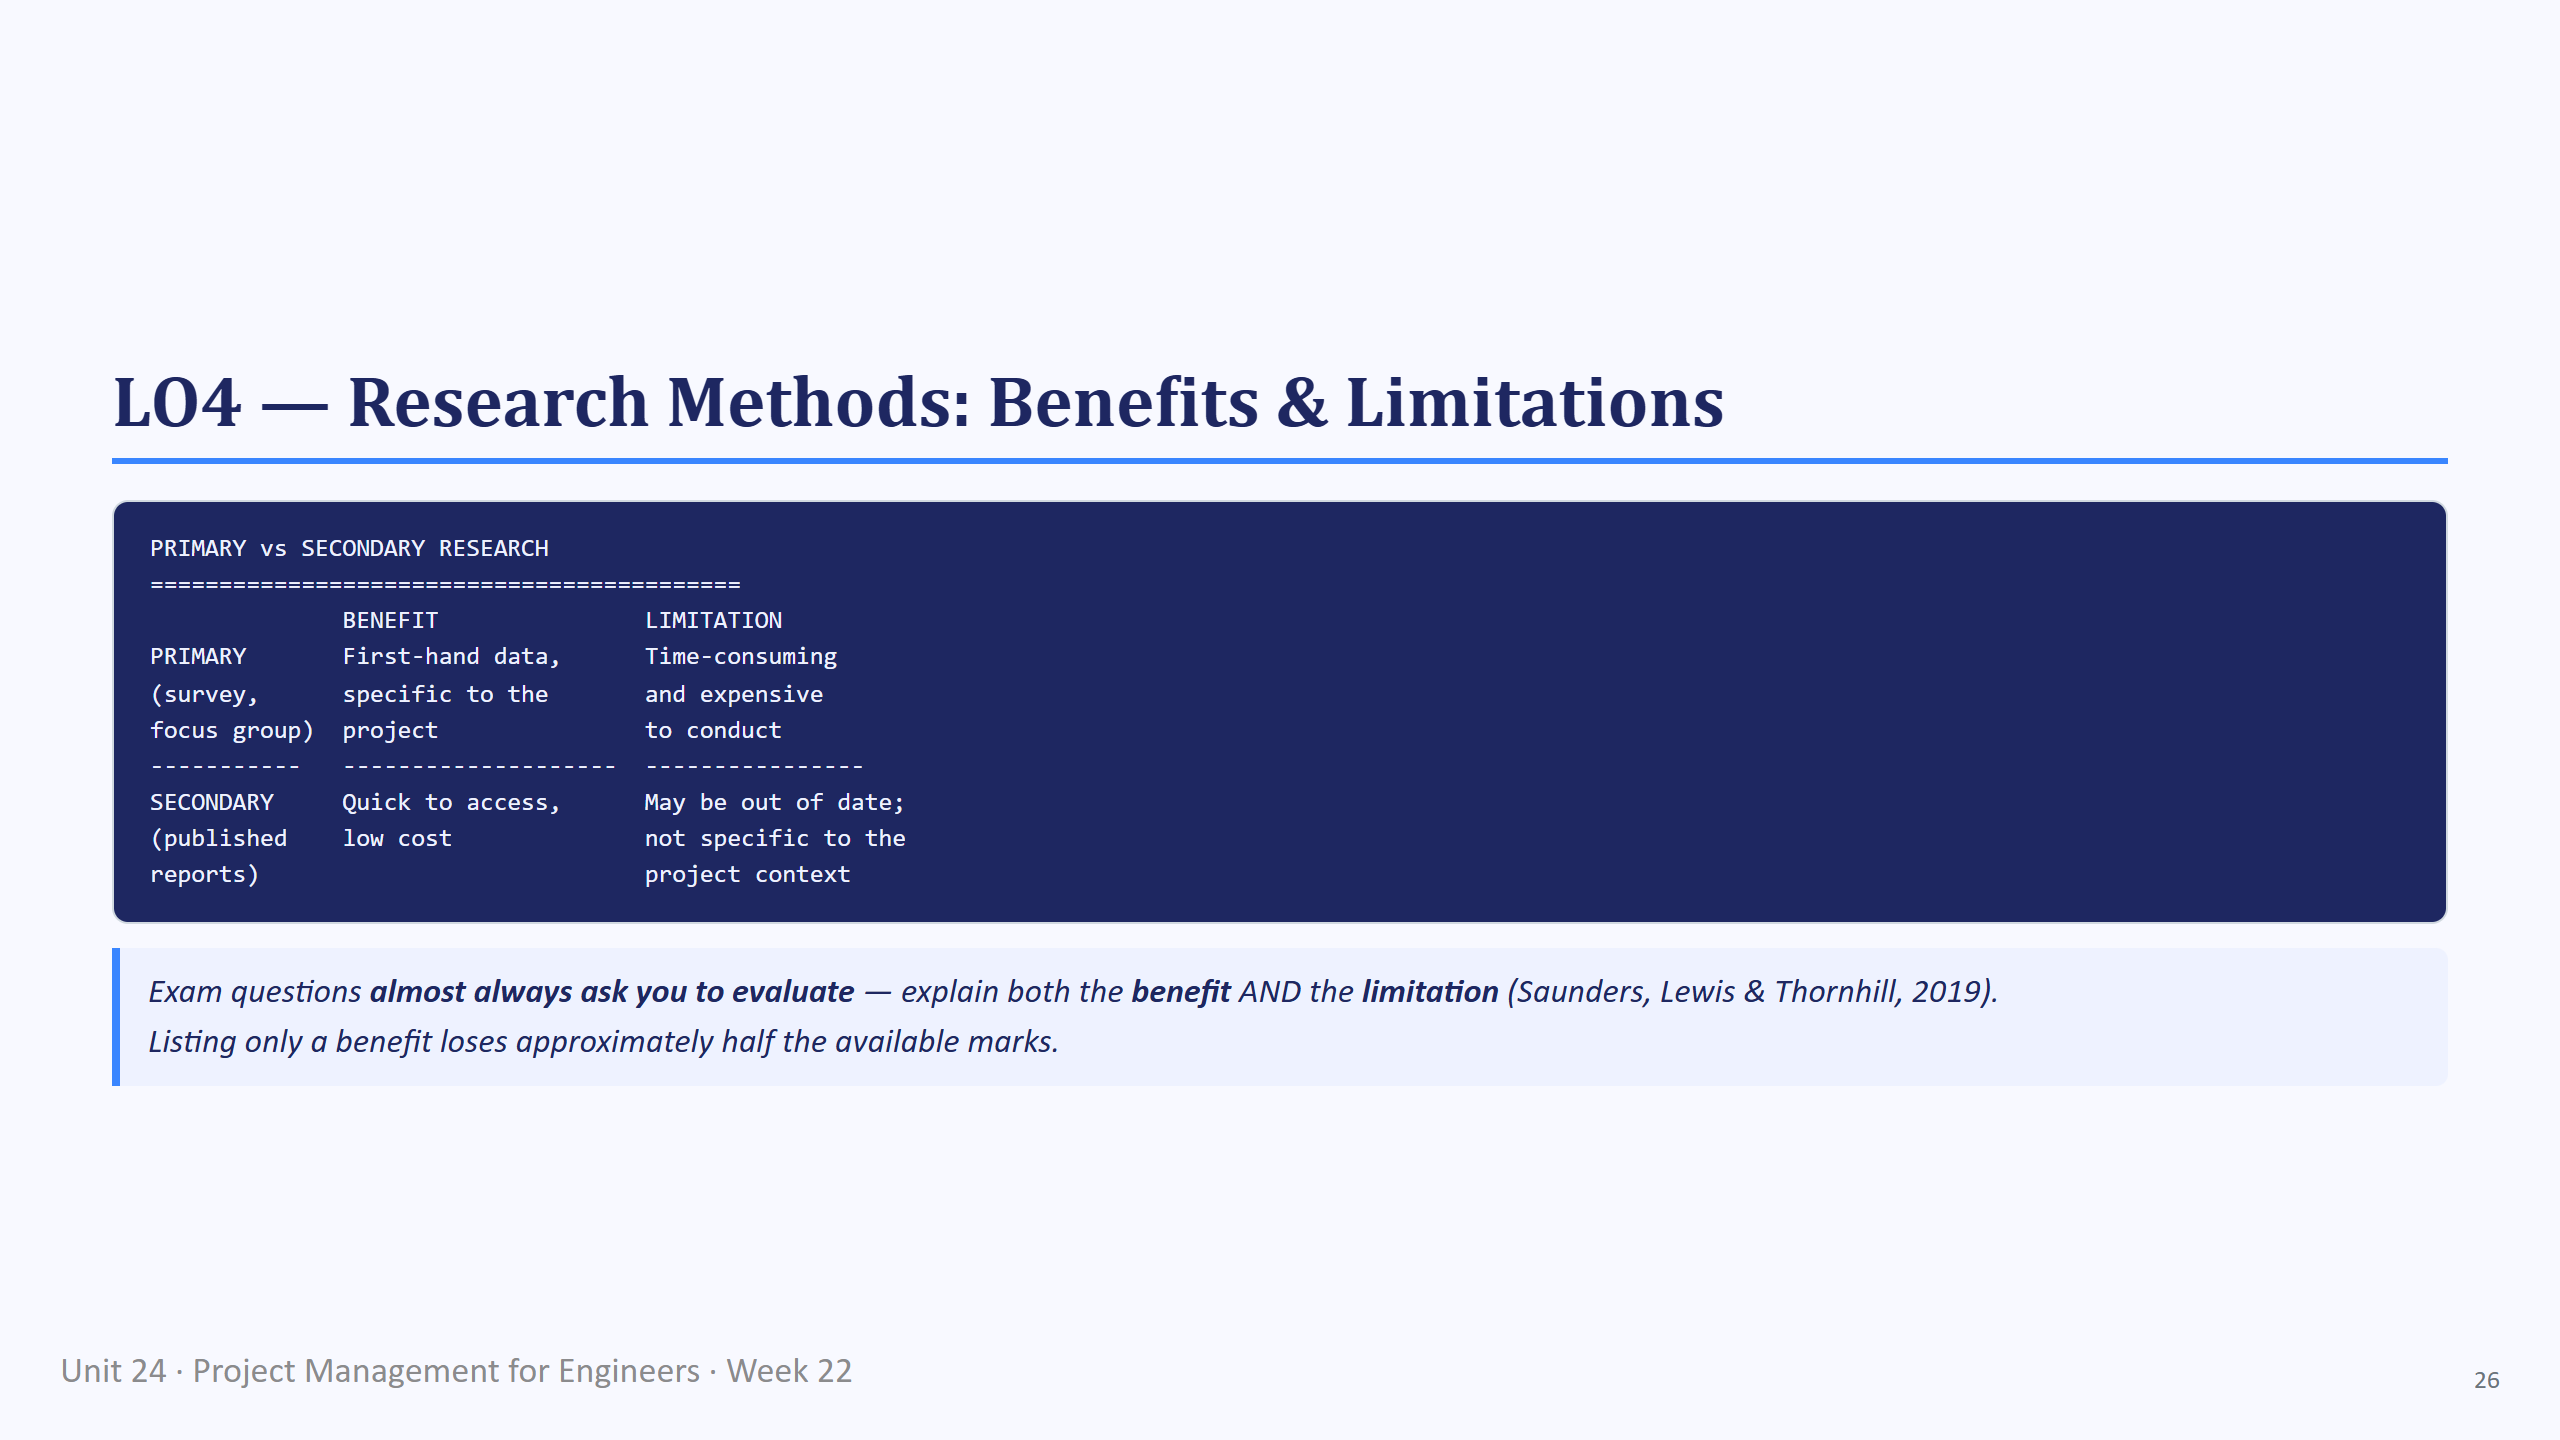 LO4 — Research Methods: Benefits & Limitations
PRIMARY vs SECONDARY RESEARCH
===========================================
              BENEFIT               LIMITATION
PRIMARY       First-hand data,      Time-consuming
(survey,      specific to the       and expensive
focus group)  project               to conduct
-----------   --------------------  ----------------
SECONDARY     Quick to access,      May be out of date;
(published    low cost              not specific to the
reports)                            project context
Exam questions almost always ask you to evaluate — explain both the benefit AND the limitation (Saunders, Lewis & Thornhill, 2019).
Listing only a benefit loses approximately half the available marks.
Unit 24 · Project Management for Engineers · Week 22
26